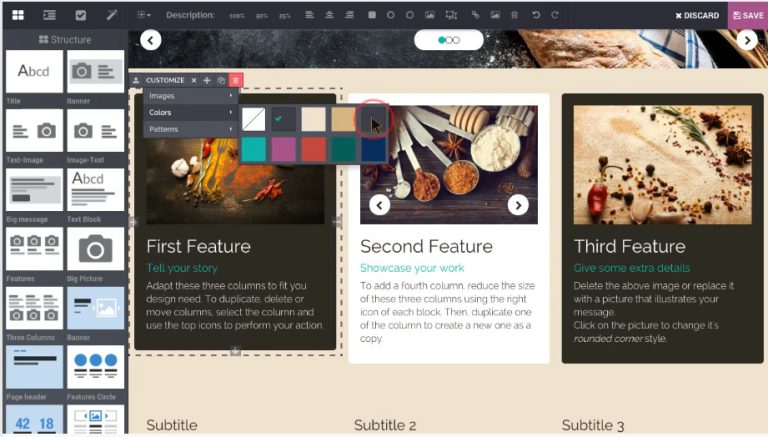 Description:
100%
50%
25%
DISCARD
SAVE
Structure
Abcd
Title
Banner
Text-Image
Image-Text
Abcd
Big message
Text Block
Features
Big Picture
Three Columns
Banner
Page header
Features Circle
42 18
CUSTOMIZE
Images
Colors
Patterns
First Feature
Tell your story
Adapt these three columns to fit you
design need. To duplicate, delete or
move columns, select the column and
use the top icons to perform your action
Second Feature
Showcase your work
To add a fourth column, reduce the size
of these three columns using the right
icon of each block. Then, duplicate one
of the column to create a new one as a
copy.
Third Feature
Give some extra details
Delete the above image or replace it
with a picture that illustrates your
message.
Click on the picture to change it's
rounded corner style.
Subtitle
Subtitle 2
Subtitle 3